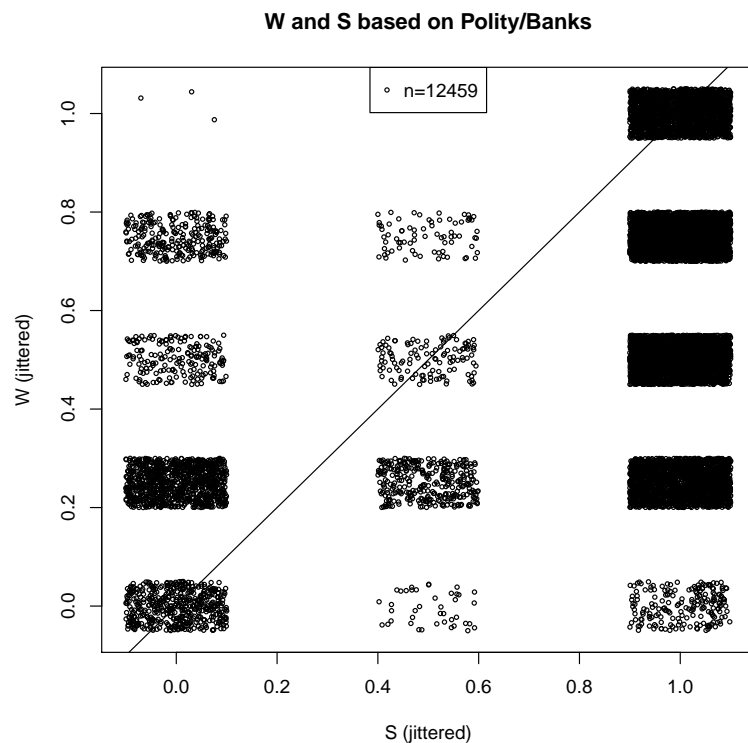 W and S based on Polity/Banks
n=12459
W (jittered)
1.0
0.8
0.6
0.4
0.2
0.0
0.0 0.2 0.4 0.6 0.8 1.0
S (jittered)